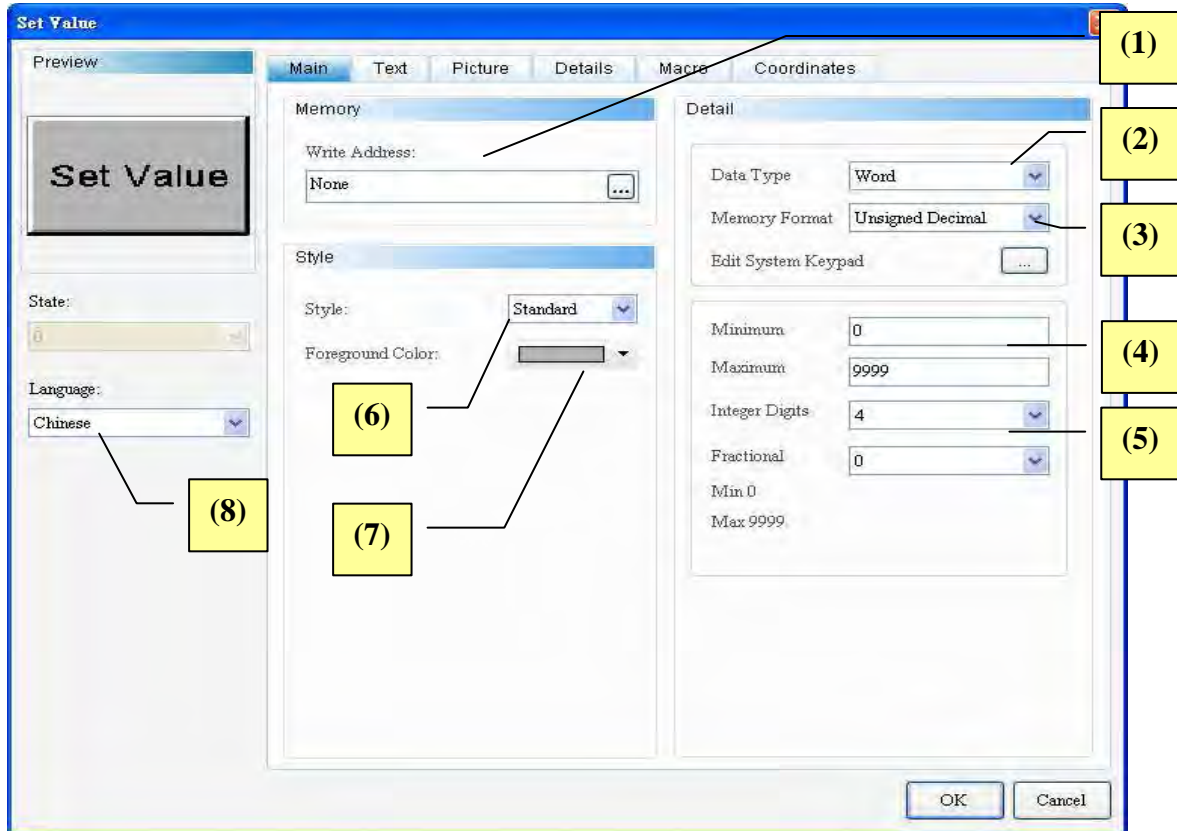 Set Value
(1)
Preview
Main Text Picture Details Macro Coordinates
Memory
Detail
Write Address:
None ...
Set Value
(2)
Data Type Word
Memory Format Unsigned Decimal
(3)
Edit System Keypad ...
Style
State:
0
Style: Standard
Foreground Color:
Minimum 0
(4)
Maximum 9999
Language:
Chinese
(6)
Integer Digits 4
(5)
Fractional 0
Min 0
Max 9999
(8)
(7)
OK Cancel